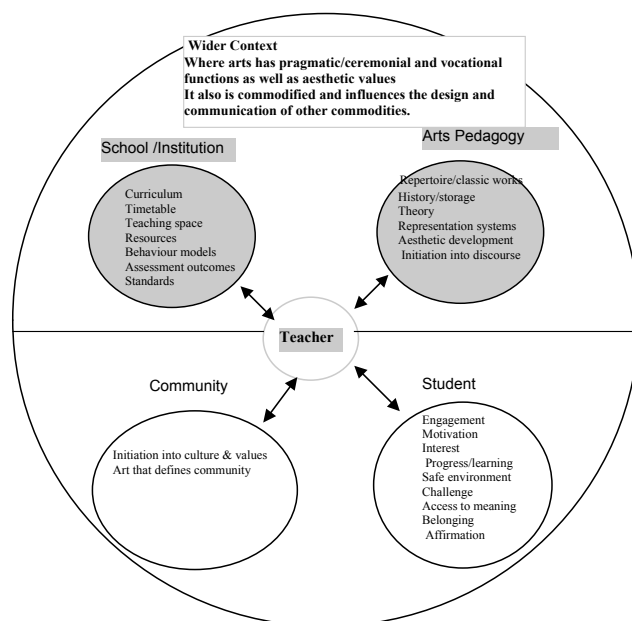 Wider Context
Where arts has pragmatic/ceremonial and vocational
functions as well as aesthetic values
It also is commodified and influences the design and
communication of other commodities.
School /Institution
Arts Pedagogy
Curriculum
Timetable
Teaching space
Resources
Behaviour models
Assessment outcomes
Standards
Repertoire/classic works
History/storage
Theory
Representation systems
Aesthetic development
Initiation into discourse
Teacher
Community
Student
Initiation into culture & values
Art that defines community
Engagement
Motivation
Interest
Progress/learning
Safe environment
Challenge
Access to meaning
Belonging
Affirmation